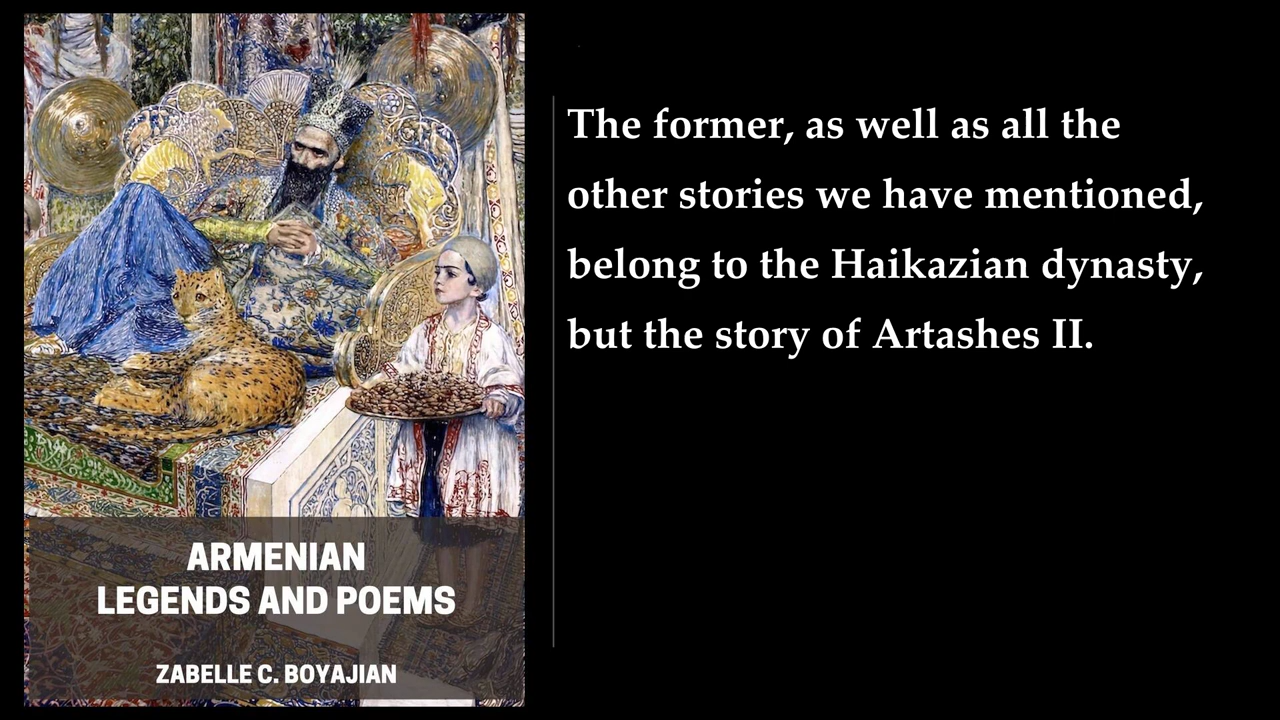 The former, as well as all the
other stories we have mentioned,
belong to the Haikazian dynasty,
but the story of Artashes II.
ARMENIAN
LEGENDS AND POEMS
ZABELLE C. BOYAJIAN